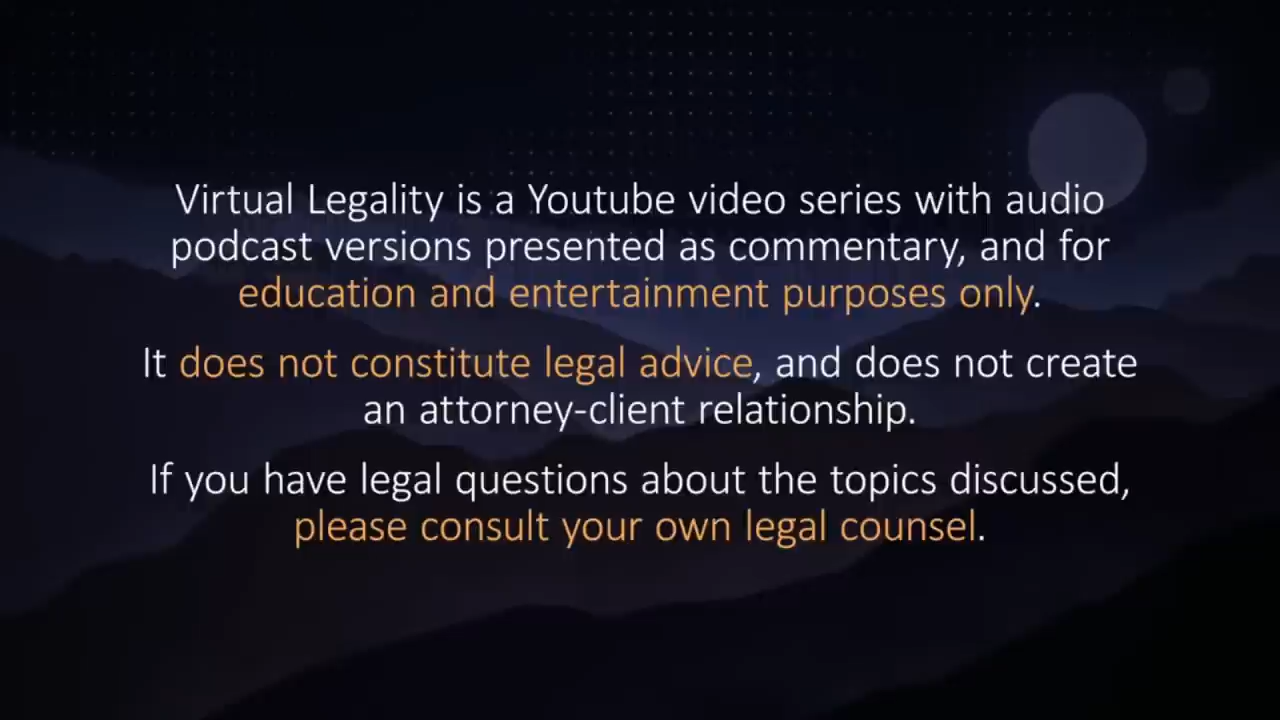 Virtual Legality is a Youtube video series with audio
podcast versions presented as commentary, and for
education and entertainment purposes only.
It does not constitute legal advice, and does not create
an attorney-client relationship.
If you have legal questions about the topics discussed,
please consult your own legal counsel.